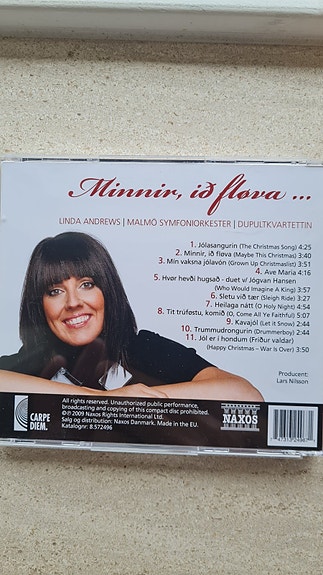 Minnir, ið fløva ...
LINDA ANDREWS | MALMÖ SYMFONIORKESTER | DUPULTKVARTETTIN
1. Jólasangurin (The Christmas Song) 4:25
2. Minnir, ið fløva (Maybe This Christmas) 3:40
3. Mín vaksna jólavón (Grown Up Christmaslist) 3:51
4. Ave Maria 4:16
5. Hvør hevði hugsað - duet v/ Jógvan Hansen
(Who Would Imagine A King) 3:57
6. Sletu við tær (Sleigh Ride) 3:27
7. Heilaga nátt (O Holy Night) 4:54
8. Tit trúføstu, komið (O, Come All Ye Faithful) 5:01
9. Kavajól (Let it Snow) 2:44
10. Trummudrongurin (Drummerboy) 2:44
11. Jól er í hondum (Friður valdar)
(Happy Christmas – War Is Over) 3:50
Producer:
Lars Nilsson
CARPE
DIEM.
All rights reserved. Unauthorized public performance,
broadcasting and copying of this compact disc prohibited.
© 2009 Naxos Rights International Ltd.
Salg og distribution: Naxos Danmark. Made in the EU.
Katalognr: 8.572496
NAXOS